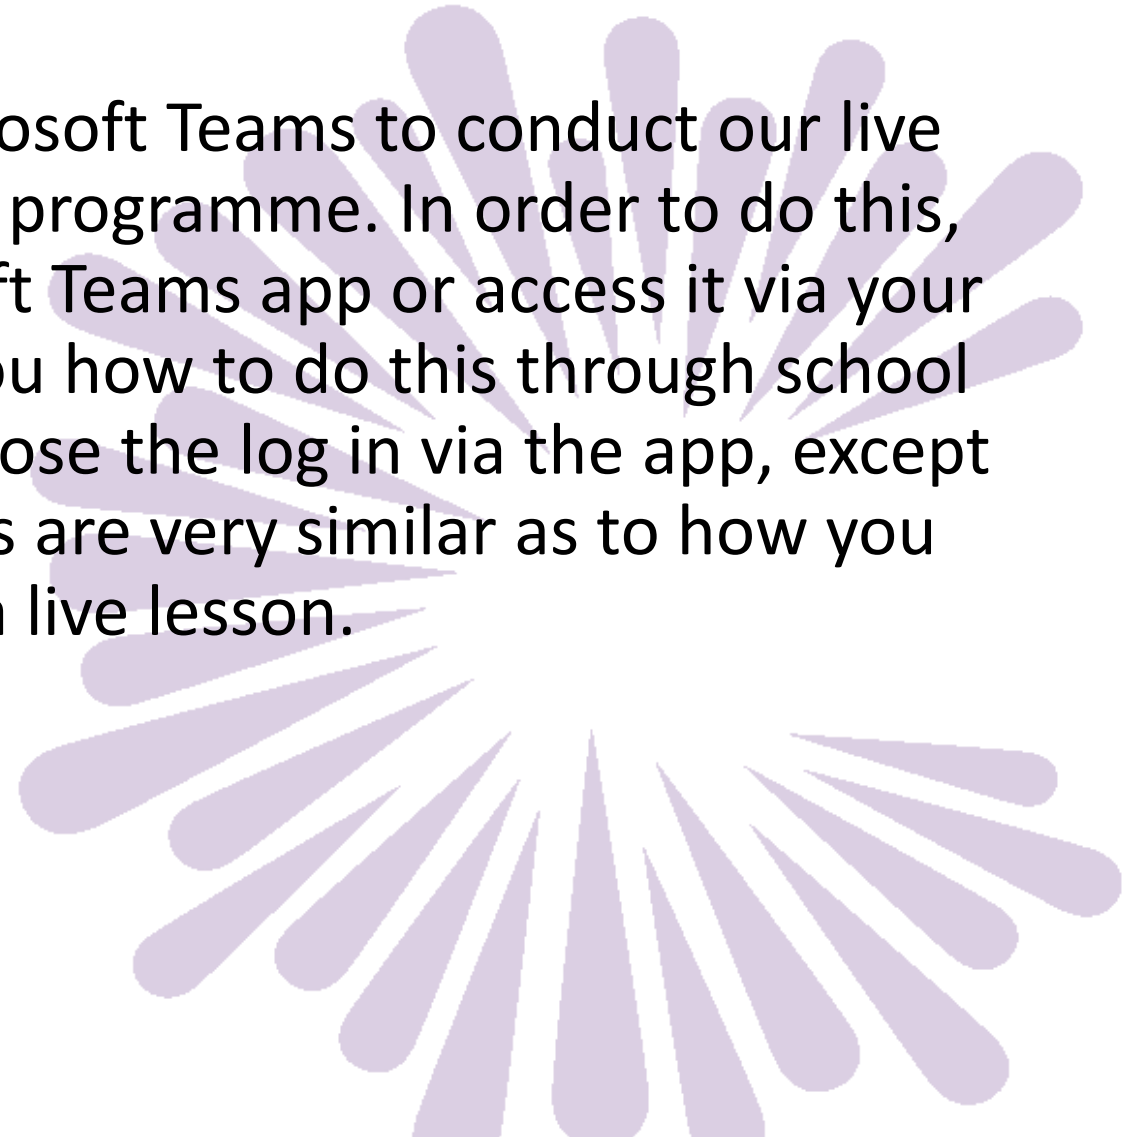 osoft Teams to conduct our live
programme. In order to do this,
ft Teams app or access it via your
ou how to do this through school
ose the log in via the app, except
s are very similar as to how you
live lesson.